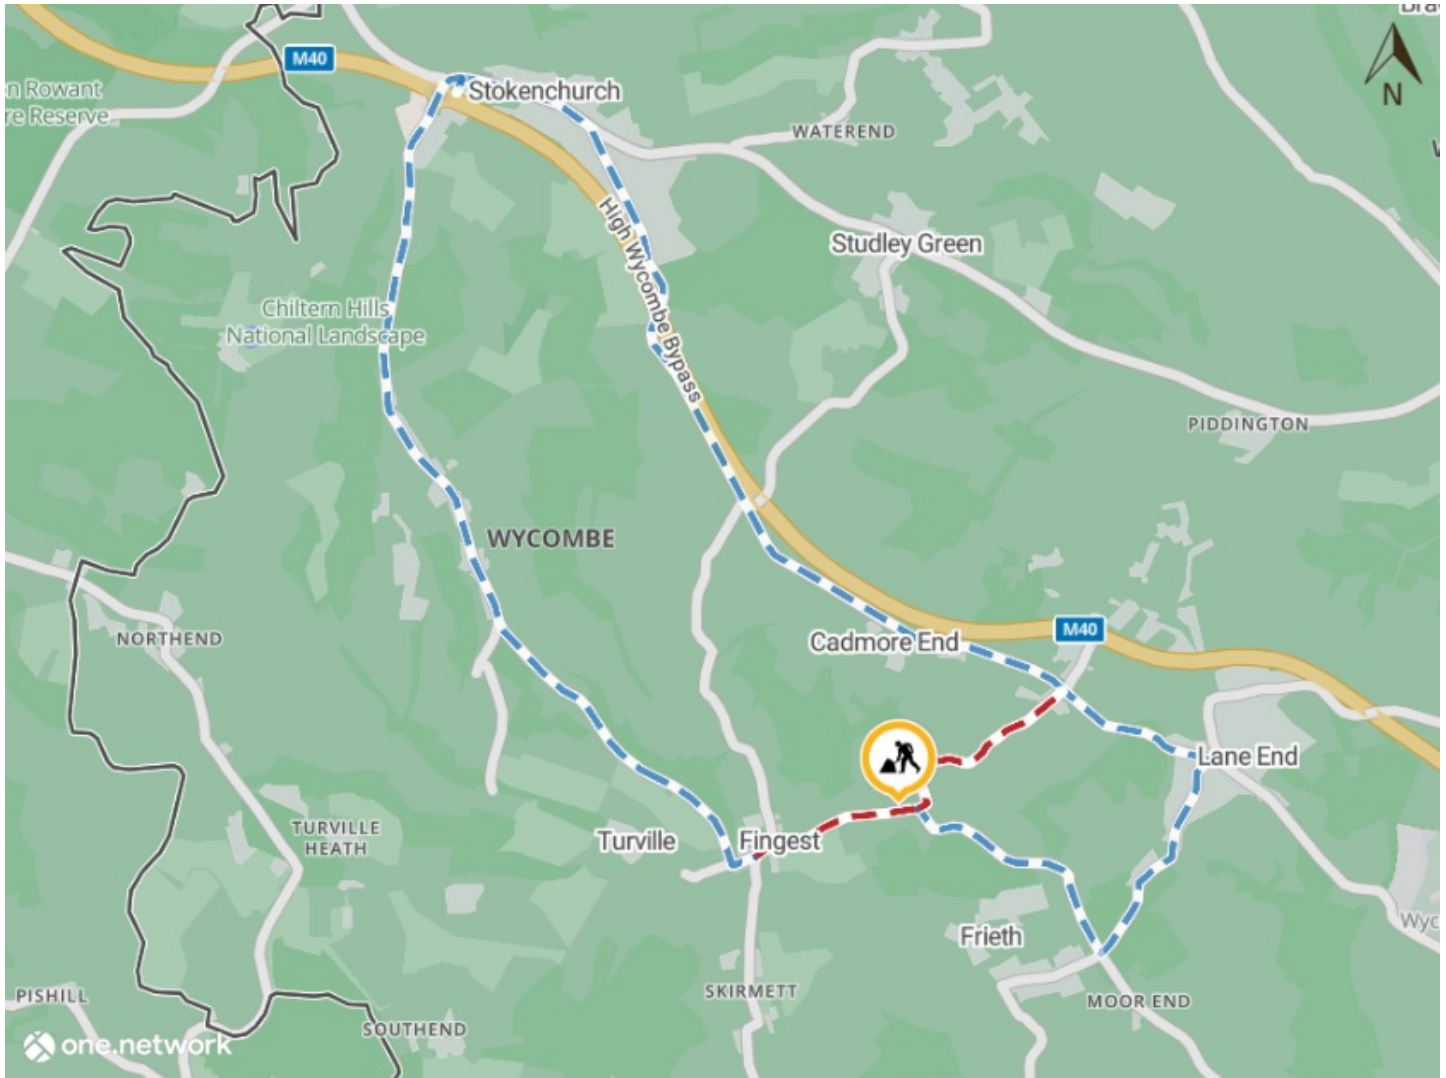 M40
n Rowant
re Reserve
Stokenchurch
WATEREND
N
High Wycombe Bypass
Studley Green
Chiltern Hills
National Landscape
PIDDINGTON
WYCOMBE
NORTHEND
Cadmore End
M40
Lane End
TURVILLE
HEATH
Turville
Fingest
Frieth
Wyc
PISHILL
SKIRMETT
MOOR END
SOUTHEND
one.network